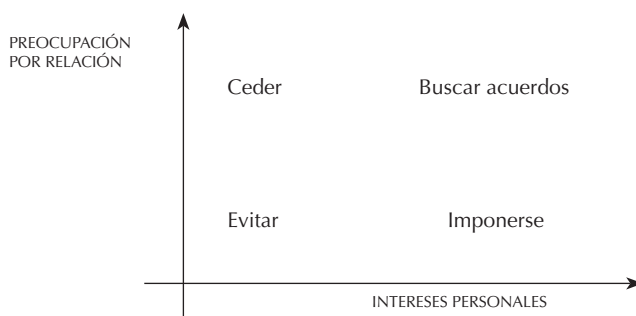 PREOCUPACIÓN
POR RELACIÓN
Ceder
Buscar acuerdos
Evitar
Imponerse
INTERESES PERSONALES